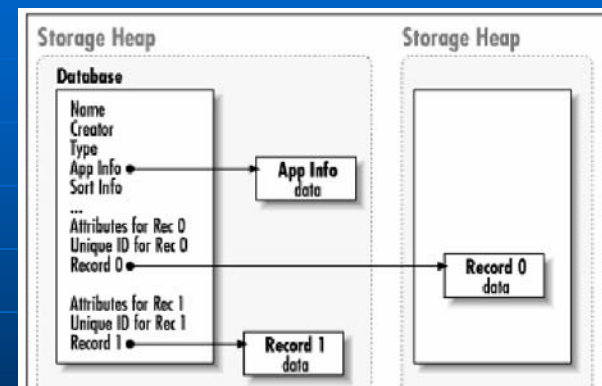 Storage Heap
Storage Heap
Database
Name
Creator
Type
App Info
Sort Info
...
Attributes for Rec 0
Unique ID for Rec 0
Record 0
Attributes for Rec 1
Unique ID for Rec 1
Record 1
App Info
data
Record 0
data
Record 1
data